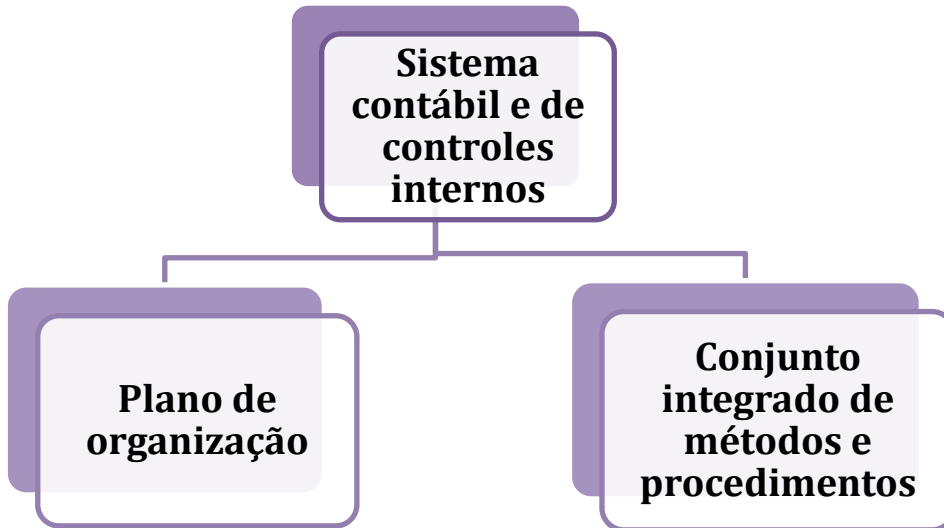 Sistema
contábil e de
controles
internos
Plano de
organização
Conjunto
integrado de
métodos e
procedimentos